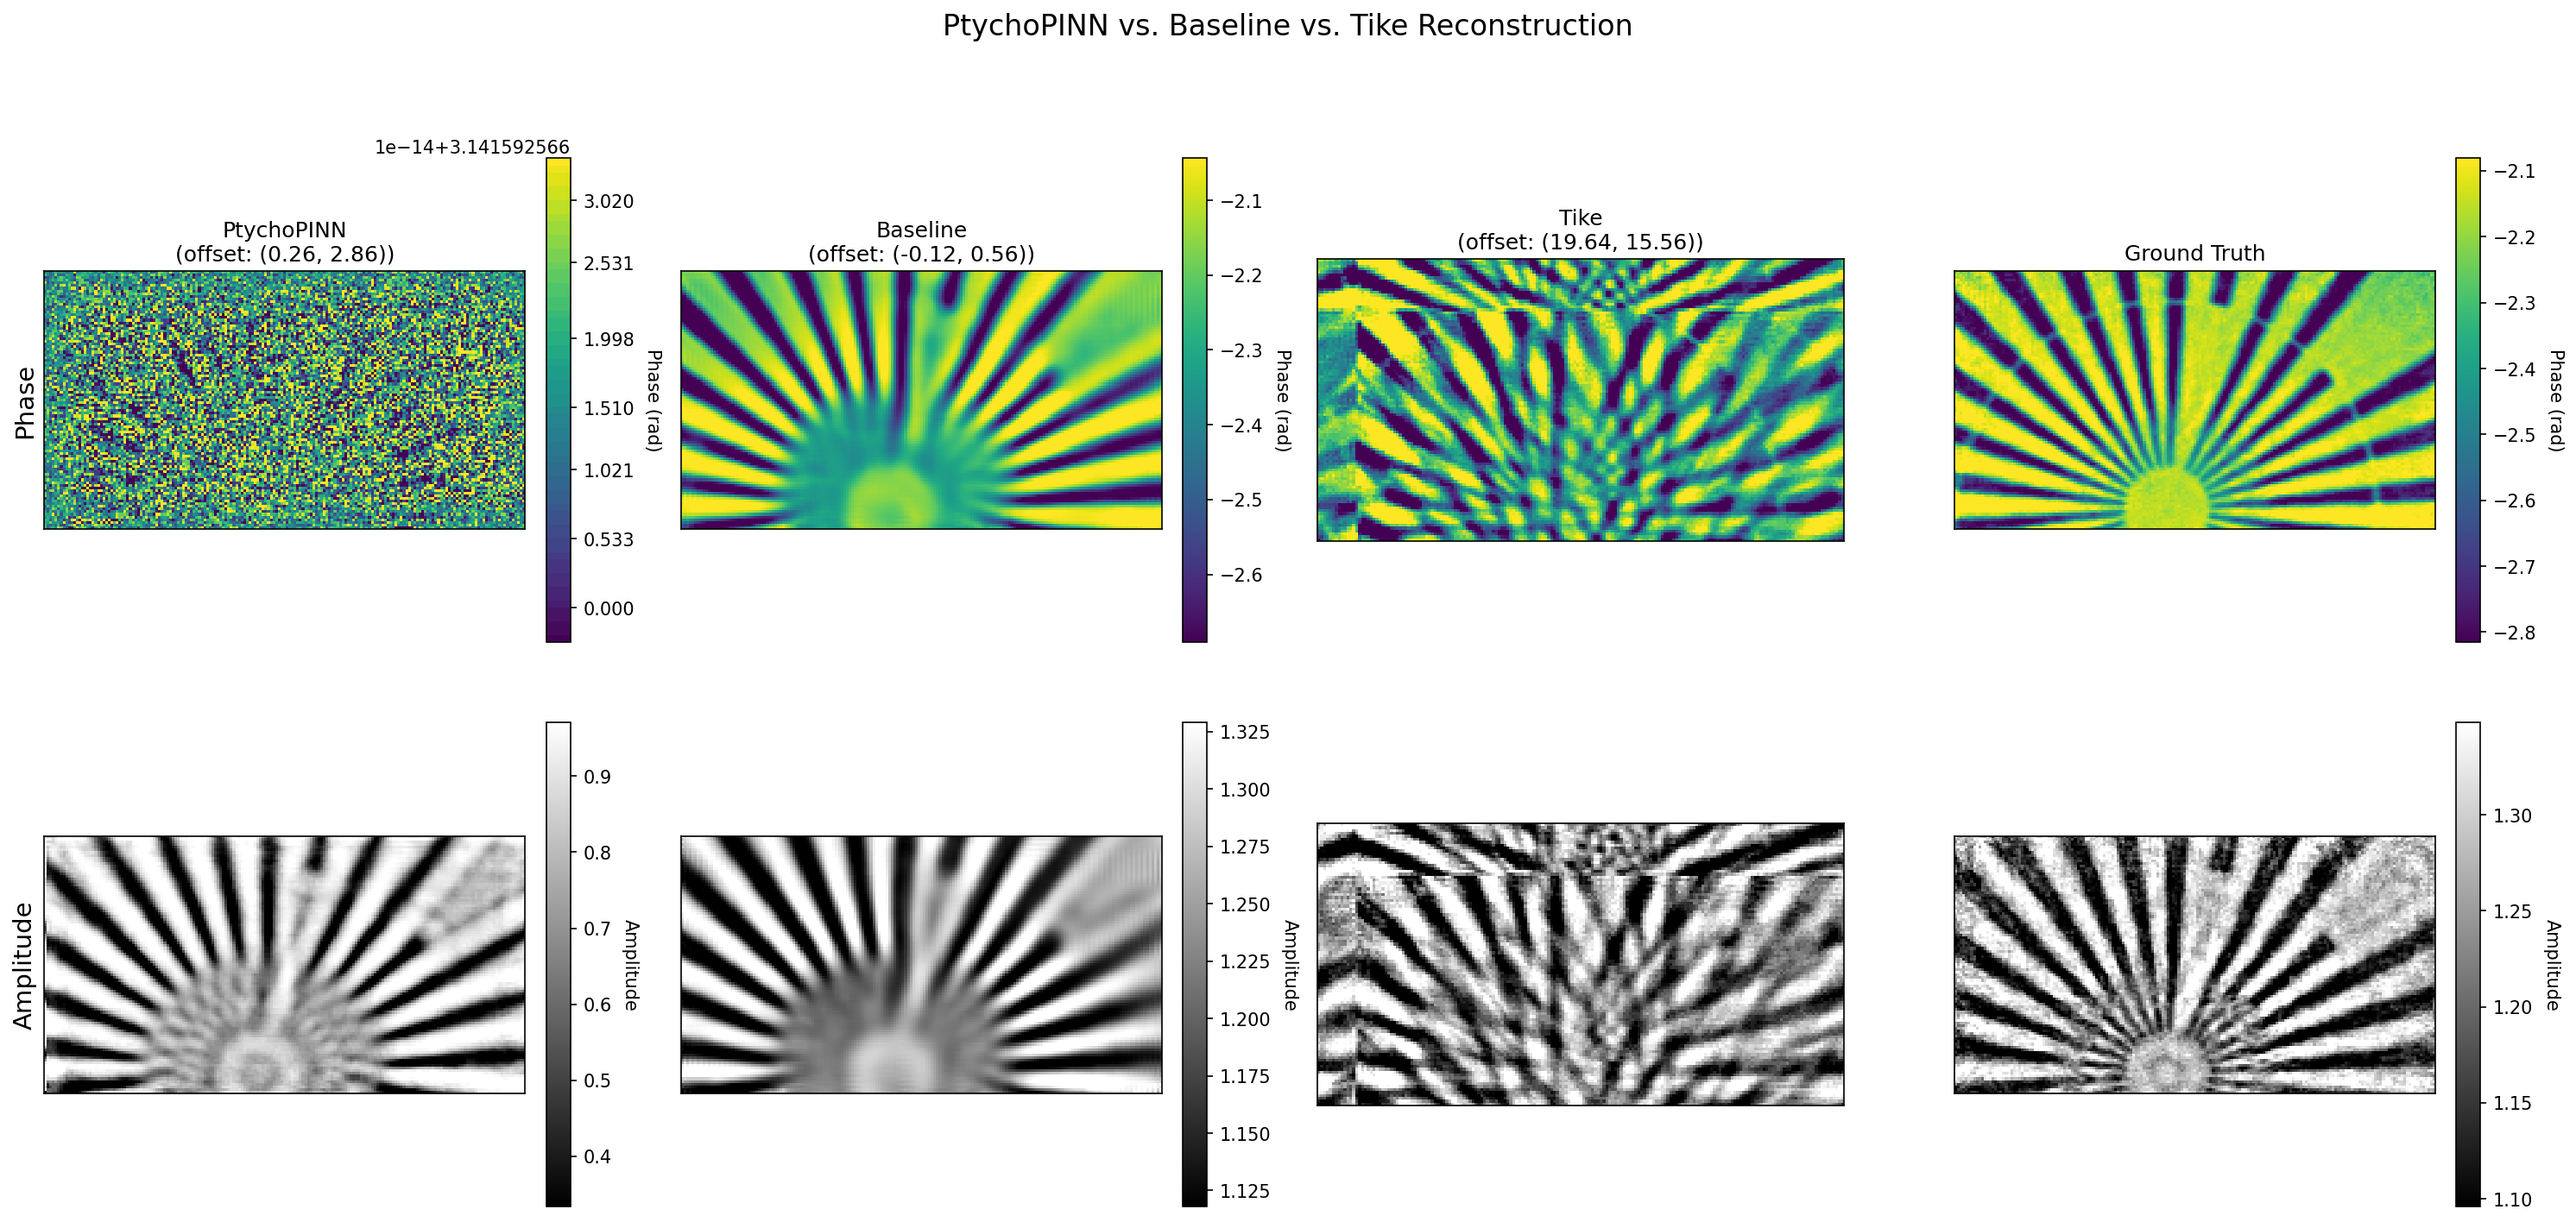 PtychoPINN vs. Baseline vs. Tike Reconstruction
1e−14+3.141592566
PtychoPINN
(offset: (0.26, 2.86))
Phase
3.020
2.531
1.998
1.510
1.021
0.533
0.000
Phase (rad)
Baseline
(offset: (-0.12, 0.56))
−2.1
−2.2
−2.3
−2.4
−2.5
−2.6
Phase (rad)
Tike
(offset: (19.64, 15.56))
Ground Truth
−2.1
−2.2
−2.3
−2.4
−2.5
−2.6
−2.7
−2.8
Phase (rad)
Amplitude
0.9
0.8
0.7
0.6
0.5
0.4
Amplitude
1.325
1.300
1.275
1.250
1.225
1.200
1.175
1.150
1.125
Amplitude
1.30
1.25
1.20
1.15
1.10
Amplitude